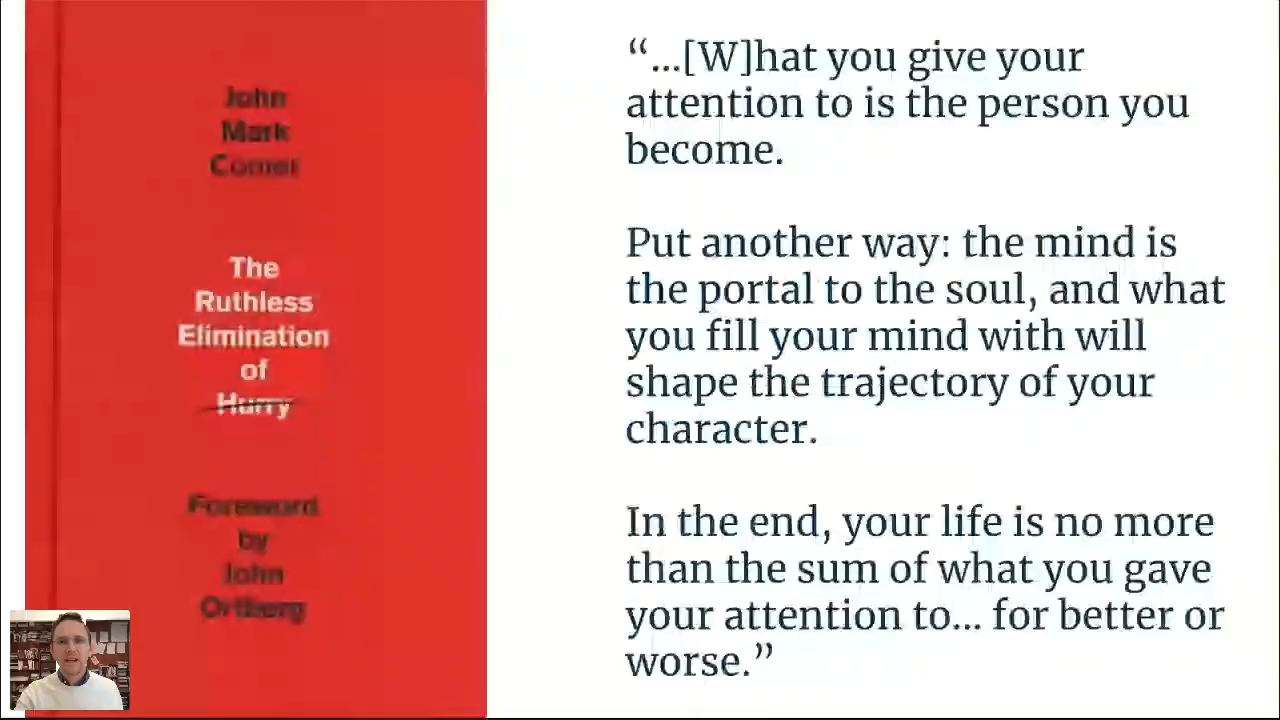 John
Mark
Comer
The
Ruthless
Elimination
of
Hurry
Foreword
by
John
Ortberg
“...[W]hat you give your
attention to is the person you
become.
Put another way: the mind is
the portal to the soul, and what
you fill your mind with will
shape the trajectory of your
character.
In the end, your life is no more
than the sum of what you gave
your attention to... for better or
worse.”